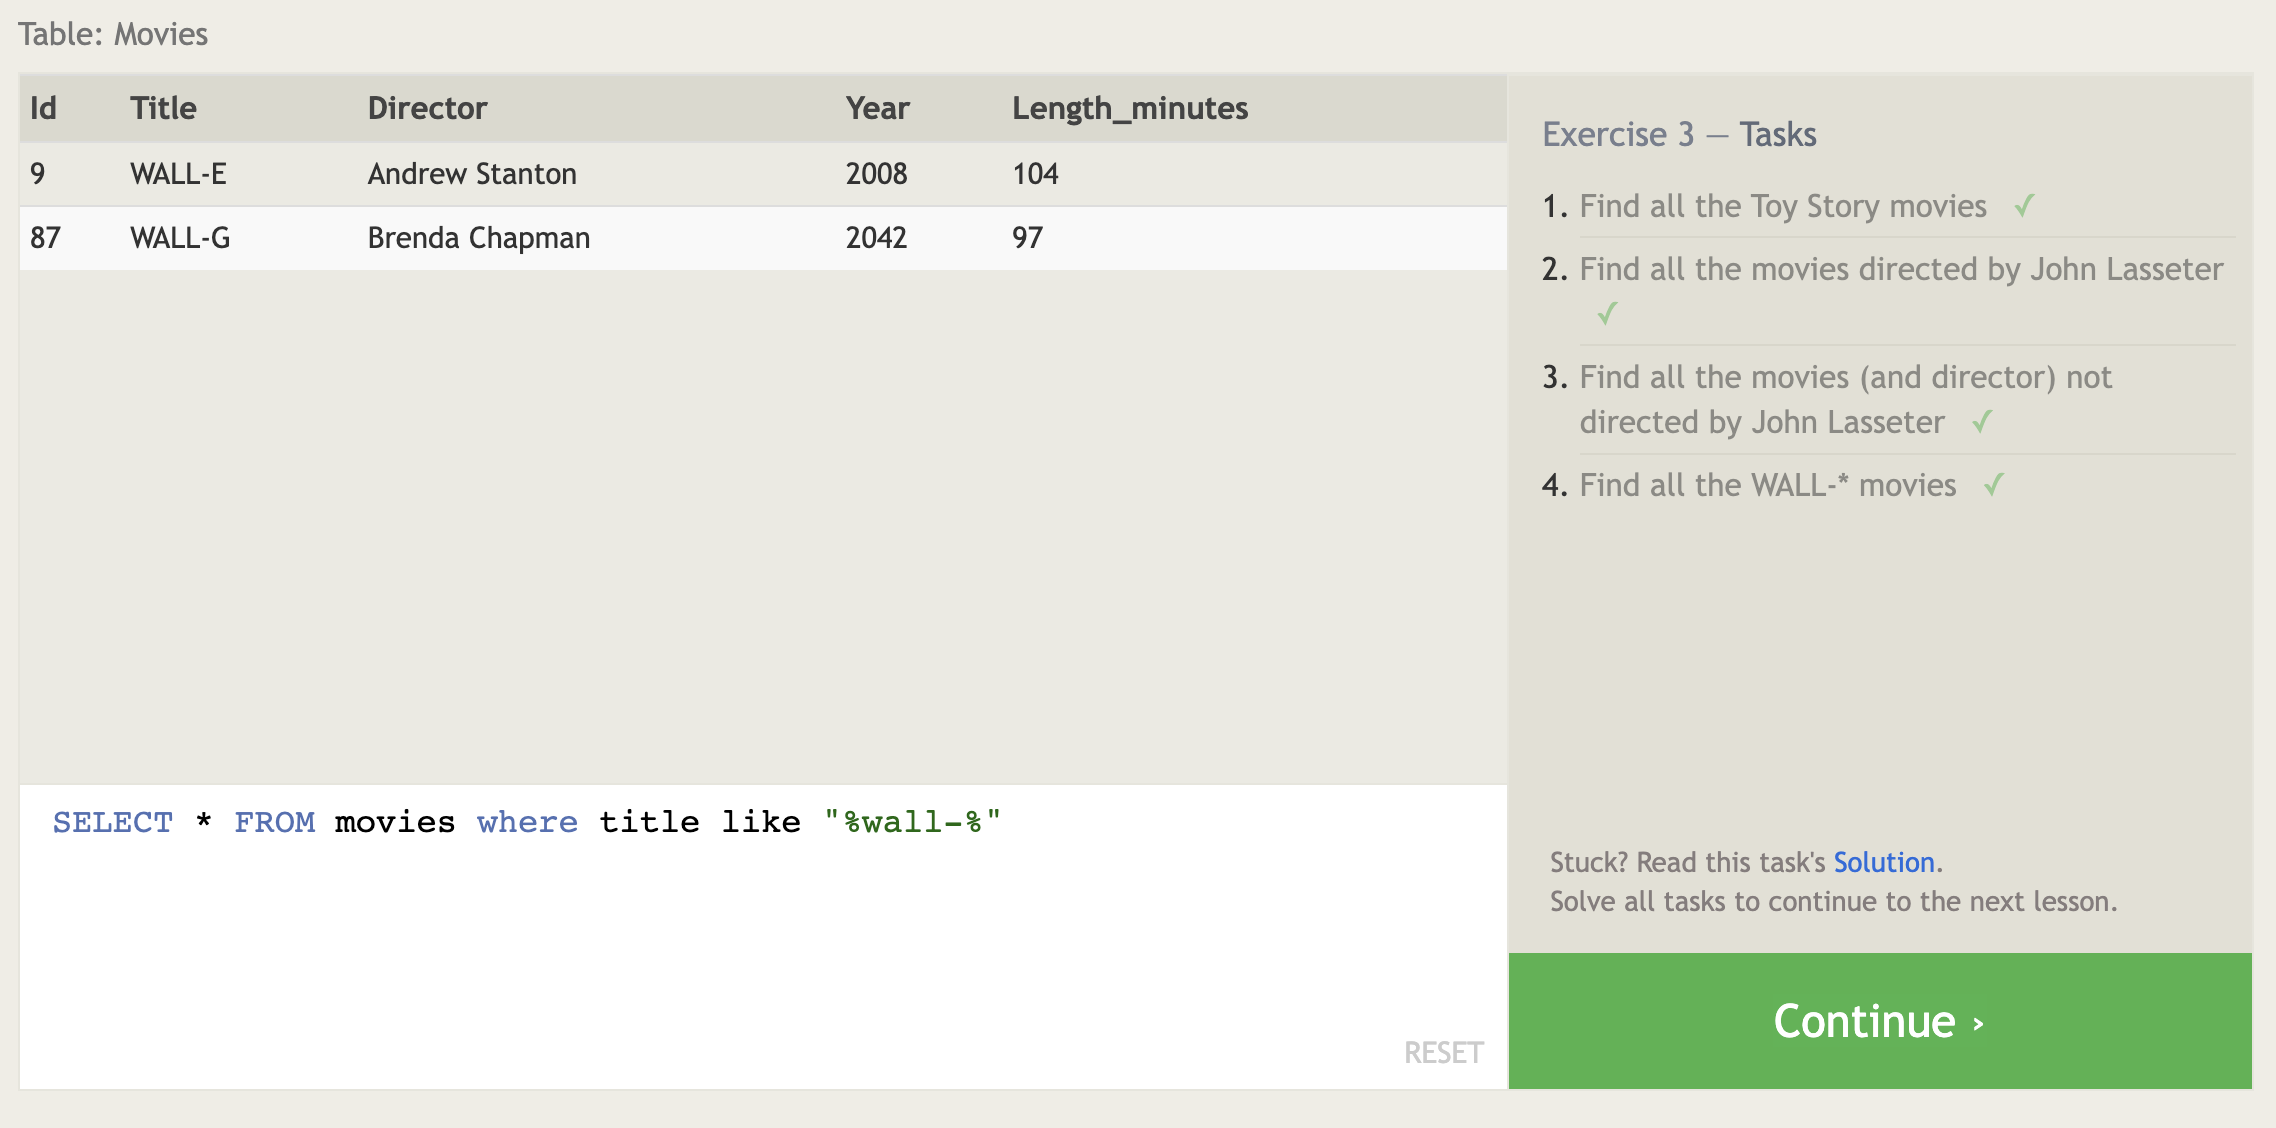 Table: Movies
Id Title Director Year Length_minutes
9 WALL-E Andrew Stanton 2008 104
87 WALL-G Brenda Chapman 2042 97
SELECT * FROM movies where title like "%wall-%"
RESET
Exercise 3 — Tasks
1. Find all the Toy Story movies ✓
2. Find all the movies directed by John Lasseter
✓
3. Find all the movies (and director) not
directed by John Lasseter ✓
4. Find all the WALL-* movies ✓
Stuck? Read this task's Solution.
Solve all tasks to continue to the next lesson.
Continue ›